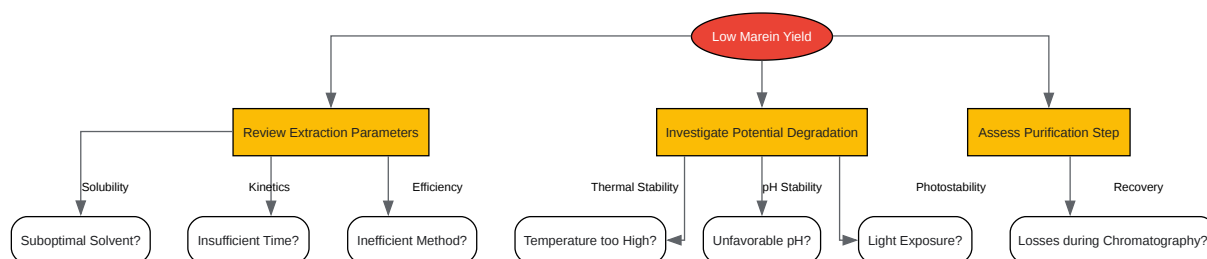 Low Marein Yield
Review Extraction Parameters
Investigate Potential Degradation
Assess Purification Step
Solubility
Kinetics
Efficiency
Thermal Stability
pH Stability
Photostability
Recovery
Suboptimal Solvent?
Insufficient Time?
Inefficient Method?
Temperature too High?
Unfavorable pH?
Light Exposure?
Losses during Chromatography?